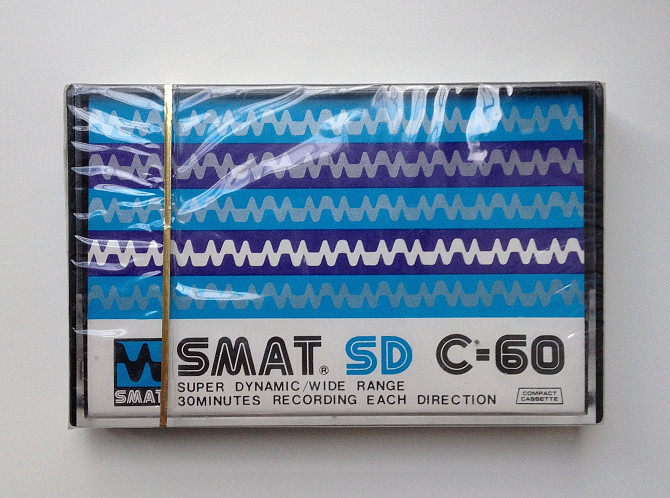 SMAT® SD C-60
SMAT
SUPER DYNAMIC/WIDE RANGE
30MINUTES RECORDING EACH DIRECTION
COMPACT
CASSETTE